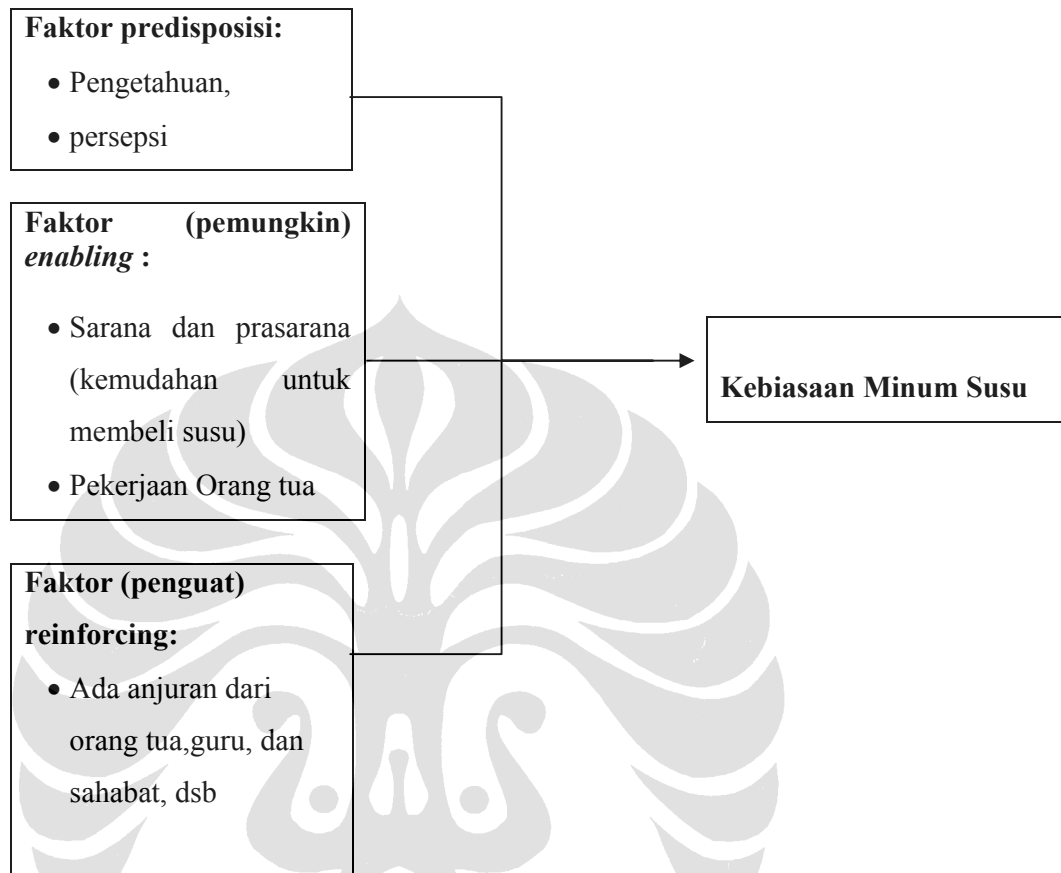 Faktor predisposisi:
• Pengetahuan,
• persepsi
Faktor (pemungkin)
enabling :
• Sarana dan prasarana
(kemudahan untuk
membeli susu)
• Pekerjaan Orang tua
Faktor (penguat)
reinforcing:
• Ada anjuran dari
orang tua,guru, dan
sahabat, dsb
Kebiasaan Minum Susu